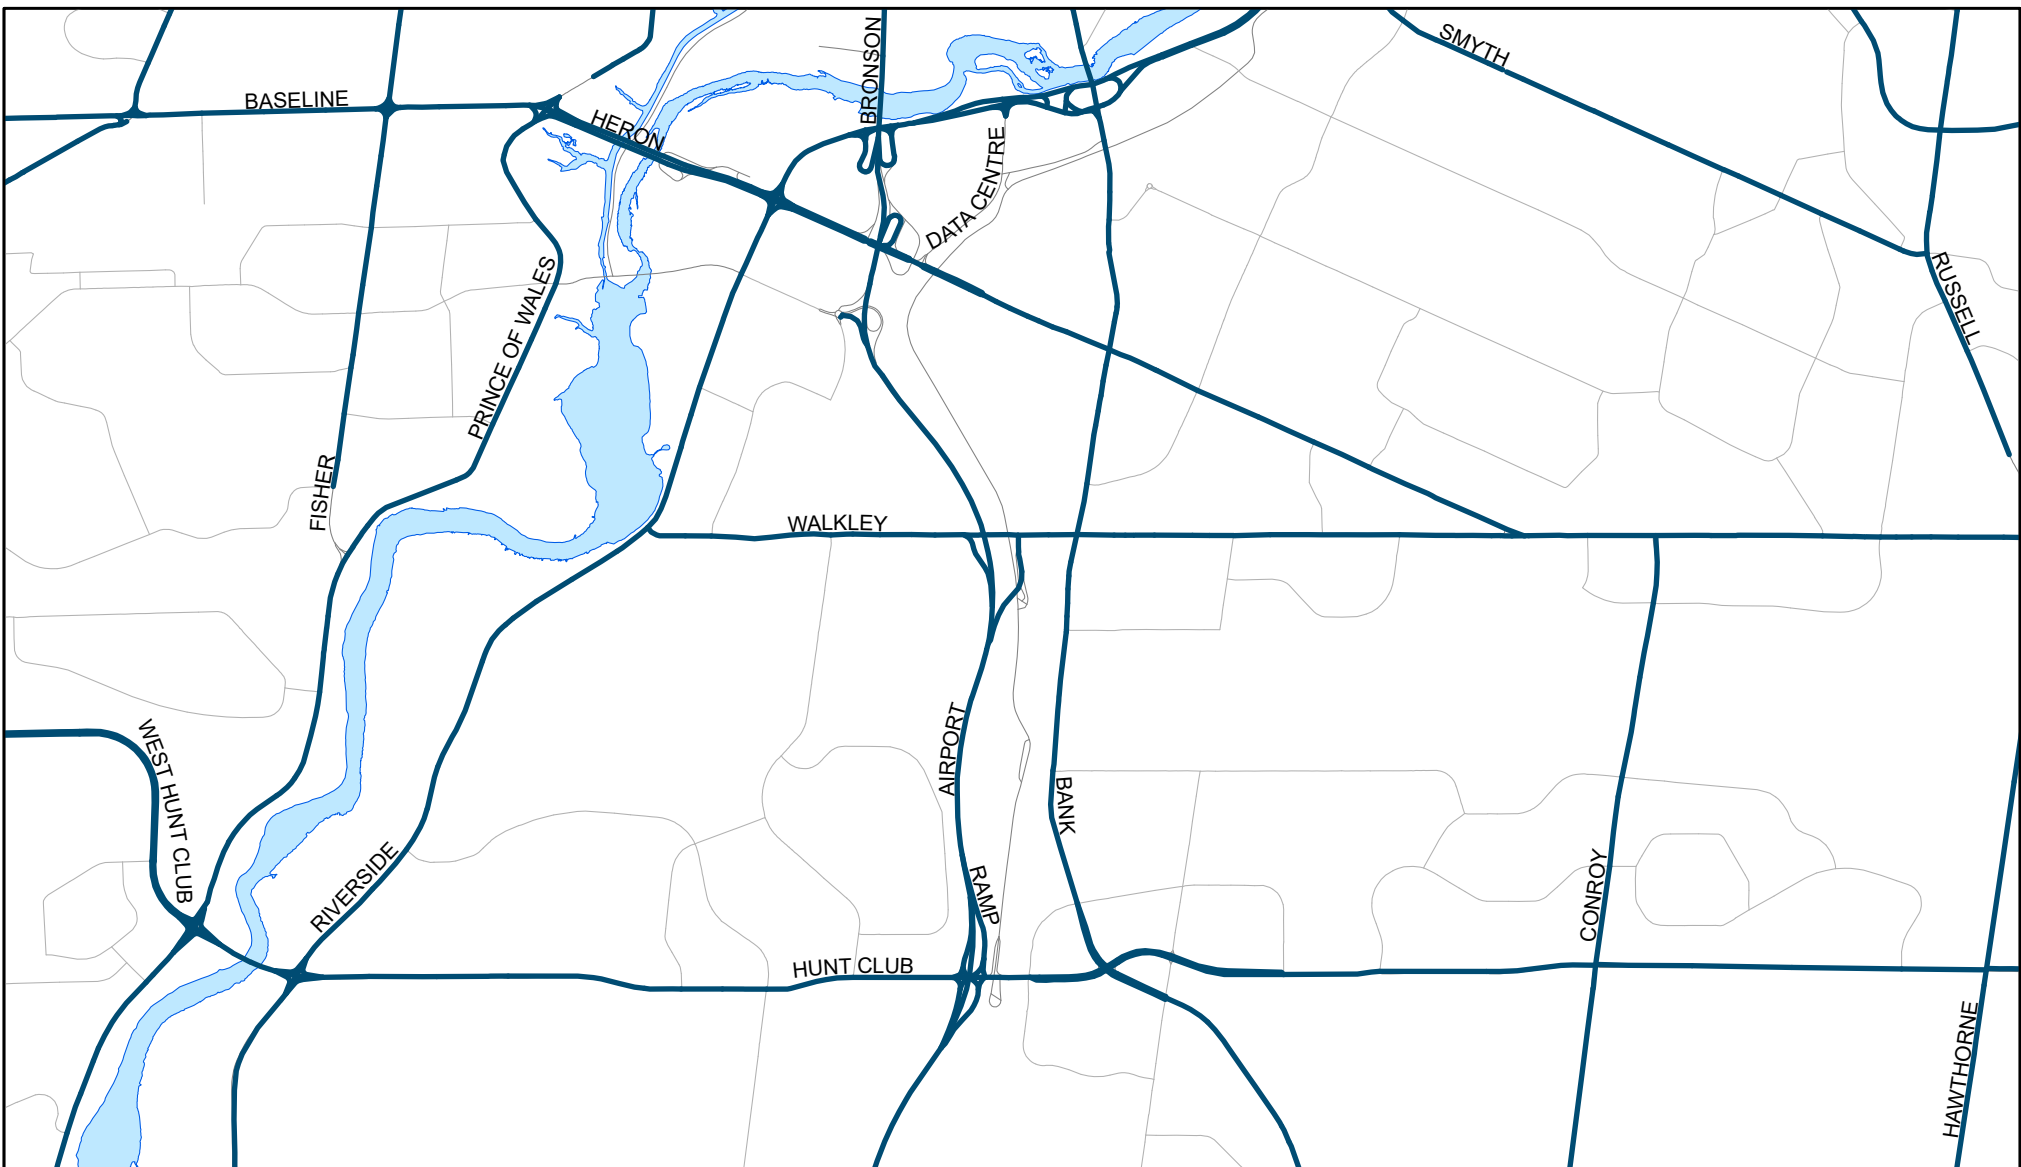 SMYTH
BRONSON
BASELINE
HERON
DATA CENTRE
RUSSELL
PRINCE OF WALES
FISHER
WALKLEY
AIRPORT
WEST HUNT CLUB
BANK
RIVERSIDE
RAMP
CONROY
HUNT CLUB
HAWTHORNE